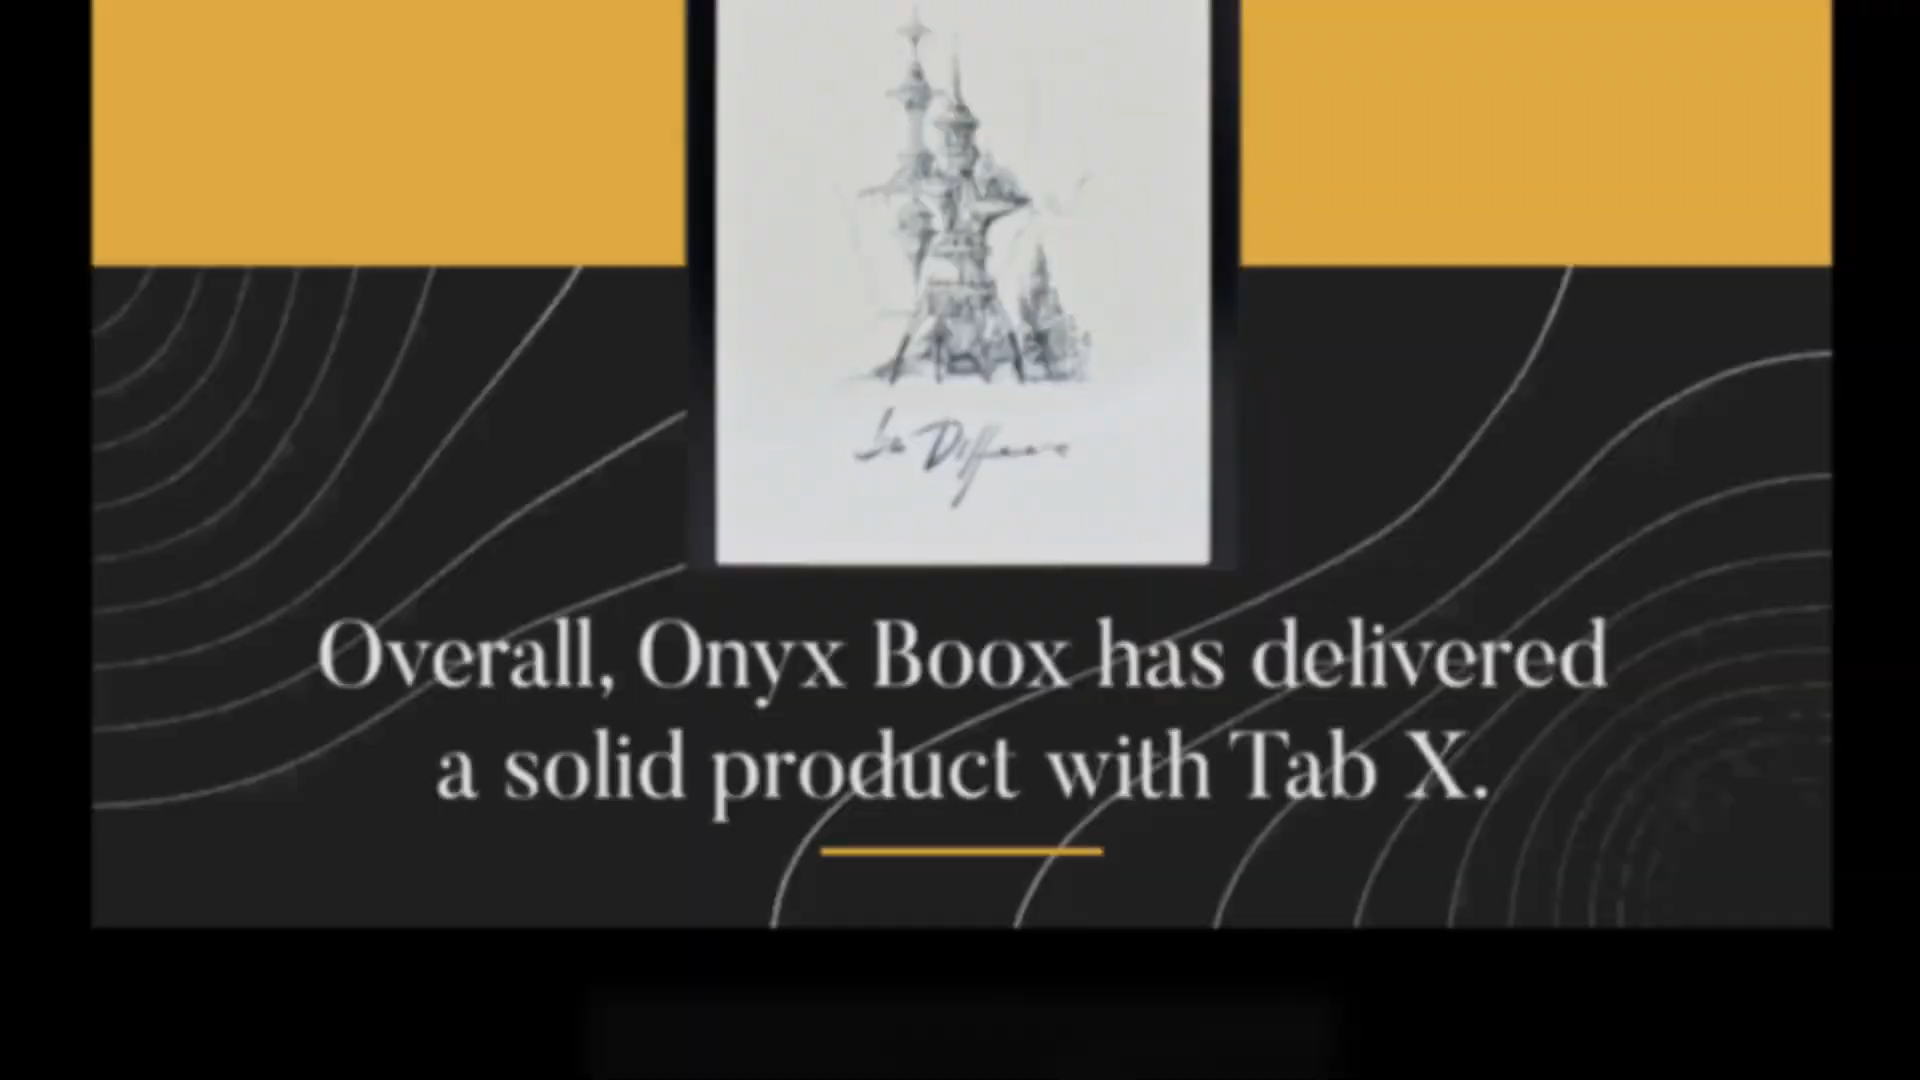 Overall, Onyx Boox has delivered
a solid product with Tab X.